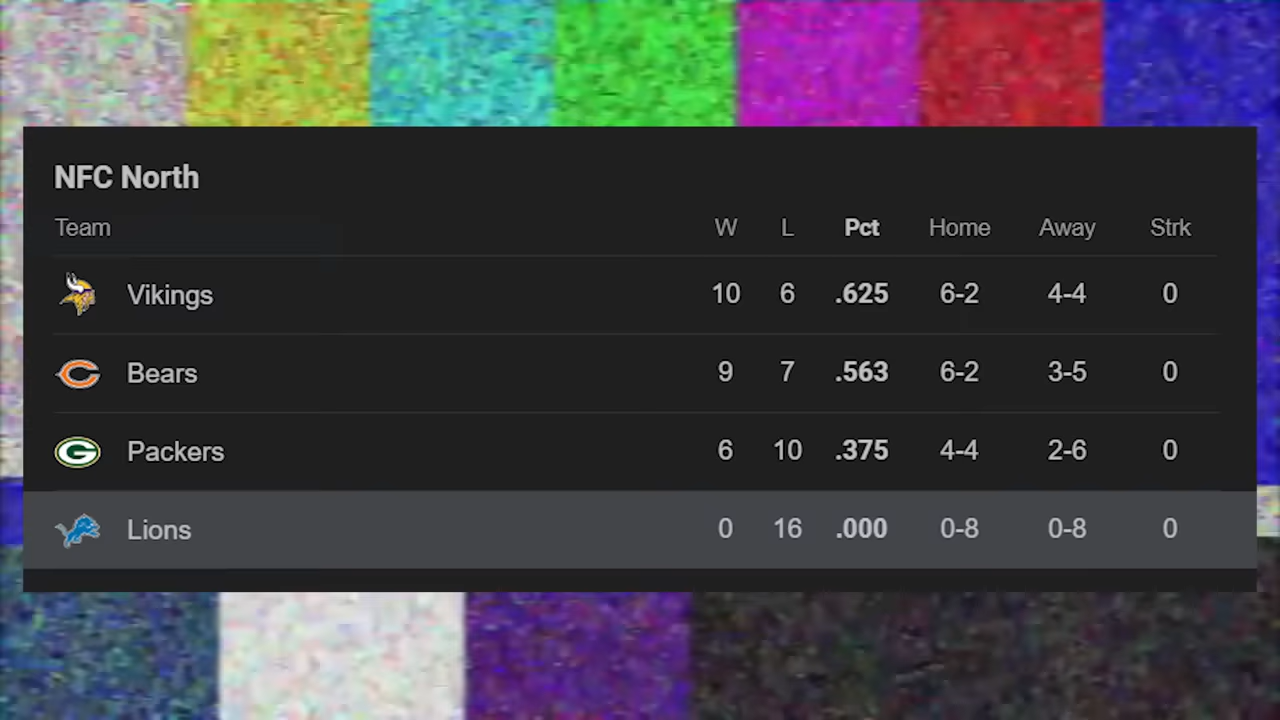 NFC North
Team W L Pct Home Away Strk
Vikings 10 6 .625 6-2 4-4 0
Bears 9 7 .563 6-2 3-5 0
Packers 6 10 .375 4-4 2-6 0
Lions 0 16 .000 0-8 0-8 0